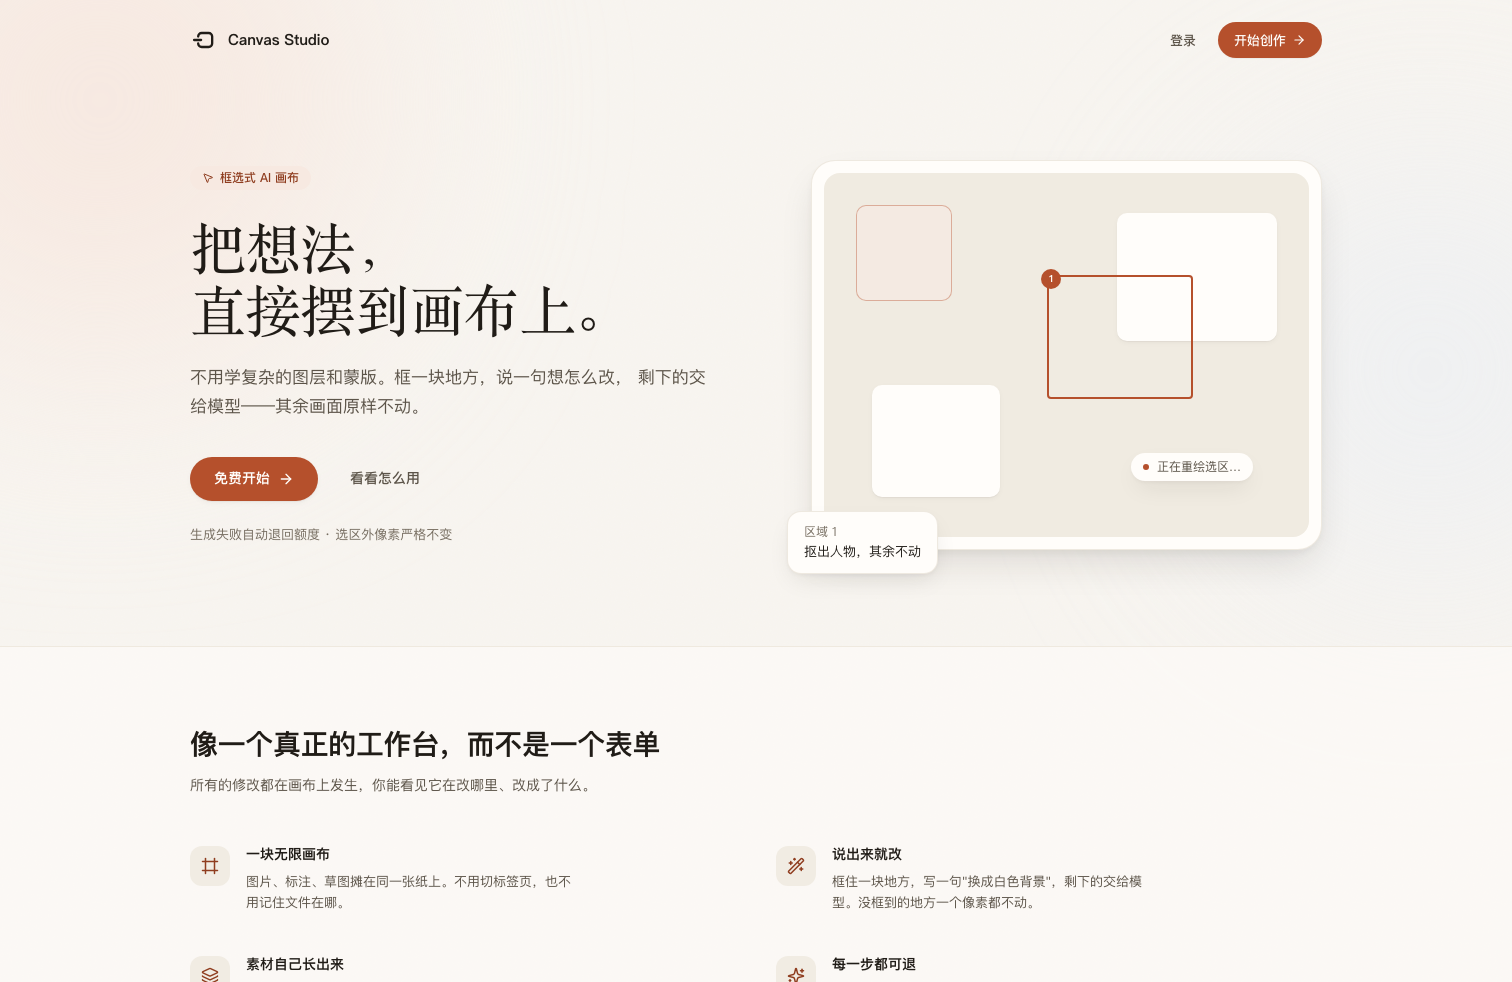 Canvas Studio
登录
开始创作
框选式 AI 画布
把想法，
直接摆到画布上。
不用学复杂的图层和蒙版。框一块地方，说一句想怎么改， 剩下的交
给模型——其余画面原样不动。
免费开始
看看怎么用
生成失败自动退回额度 · 选区外像素严格不变
1
正在重绘选区…
区域 1
抠出人物，其余不动
像一个真正的工作台，而不是一个表单
所有的修改都在画布上发生，你能看见它在改哪里、改成了什么。
一块无限画布
图片、标注、草图摊在同一张纸上。不用切标签页，也不
用记住文件在哪。
说出来就改
框住一块地方，写一句"换成白色背景"，剩下的交给模
型。没框到的地方一个像素都不动。
素材自己长出来
每一步都可退